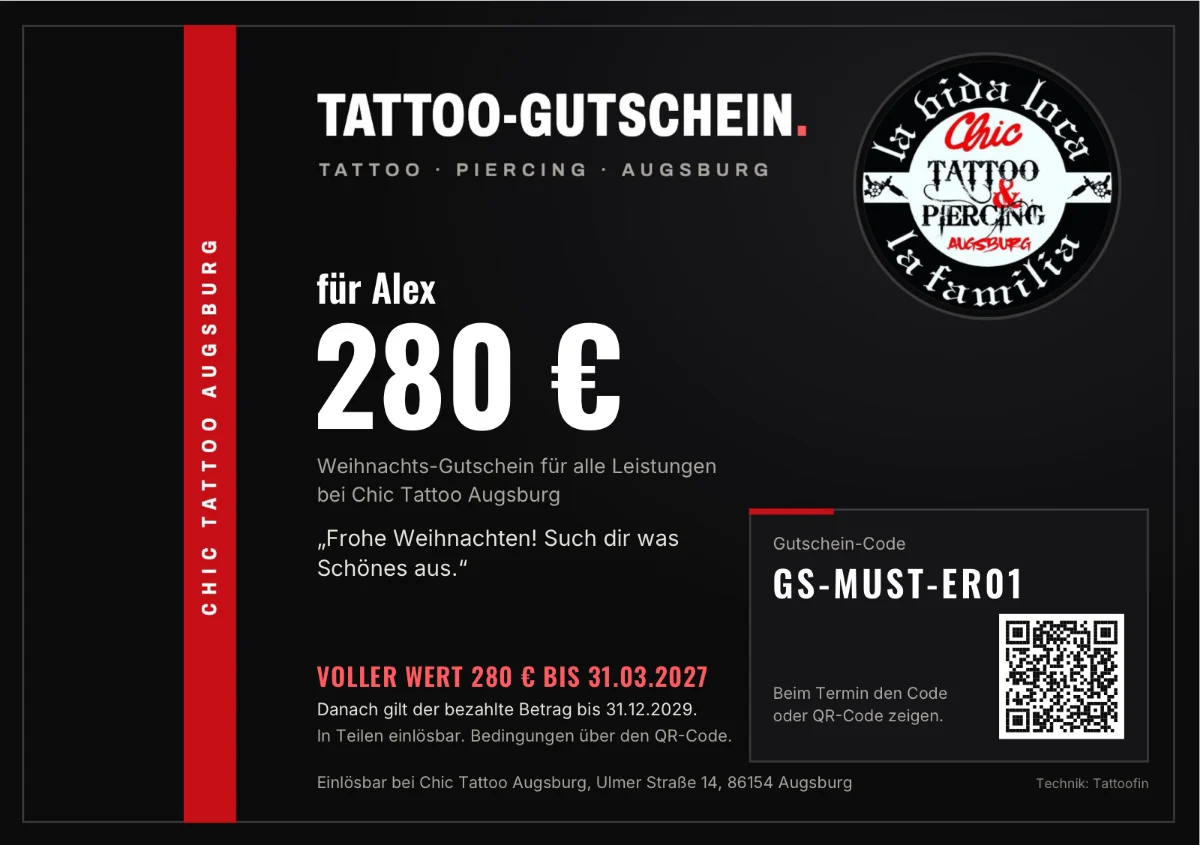 TATTOO-GUTSCHEIN.
TATTOO · PIERCING · AUGSBURG
la vida loca
Chic
TATTOO
&
PIERCING
AUGSBURG
la familia
CHIC TATTOO AUGSBURG
für Alex
280 €
Weihnachts-Gutschein für alle Leistungen
bei Chic Tattoo Augsburg
„Frohe Weihnachten! Such dir was
Schönes aus.“
VOLLER WERT 280 € BIS 31.03.2027
Danach gilt der bezahlte Betrag bis 31.12.2029.
In Teilen einlösbar. Bedingungen über den QR-Code.
Gutschein-Code
GS-MUST-ER01
Beim Termin den Code
oder QR-Code zeigen.
Einlösbar bei Chic Tattoo Augsburg, Ulmer Straße 14, 86154 Augsburg
Technik: Tattoofin